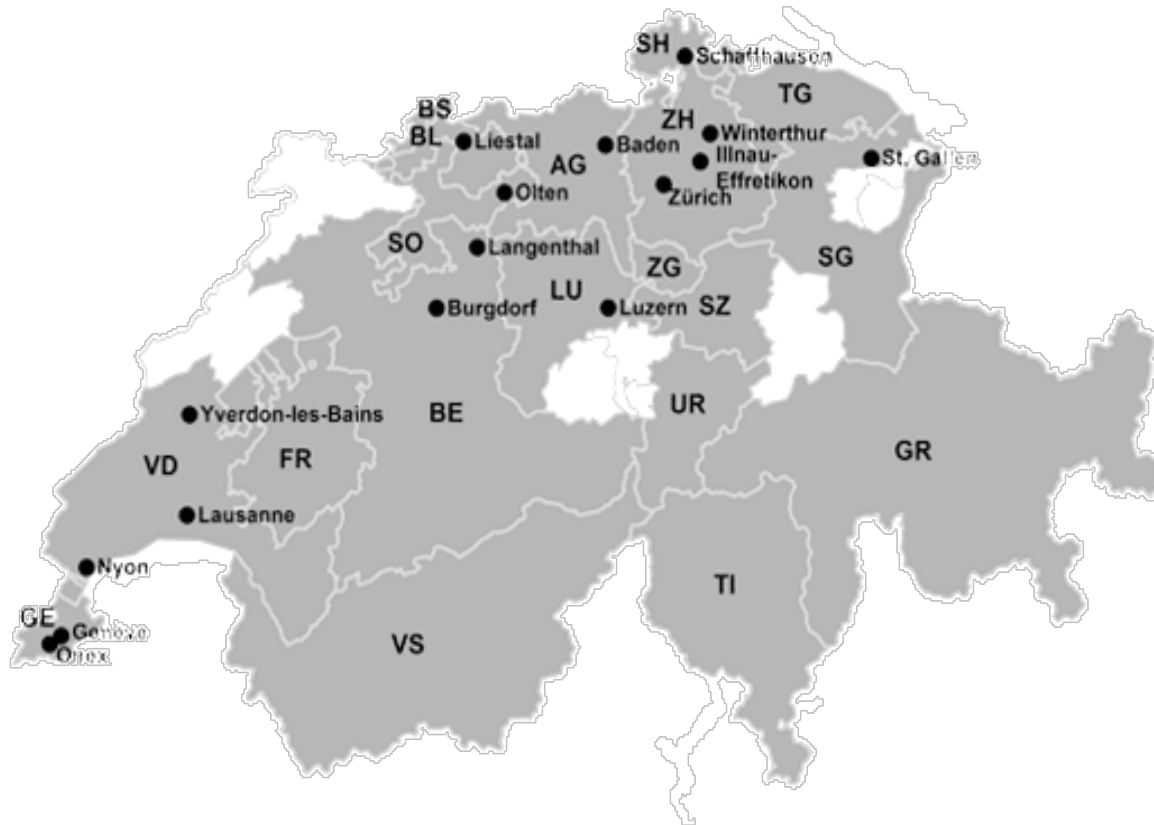 SH
Schaffhausen
TG
BS
ZH
Winterthur
BL
Liestal
Baden
Illnau-
Effretikon
St. Gallen
AG
Zürich
Olten
SO
Langenthal
SG
ZG
LU
Burgdorf
Luzern
SZ
Yverdon-les-Bains
BE
UR
GR
VD
FR
Lausanne
Nyon
TI
GE
Genève
Onex
VS